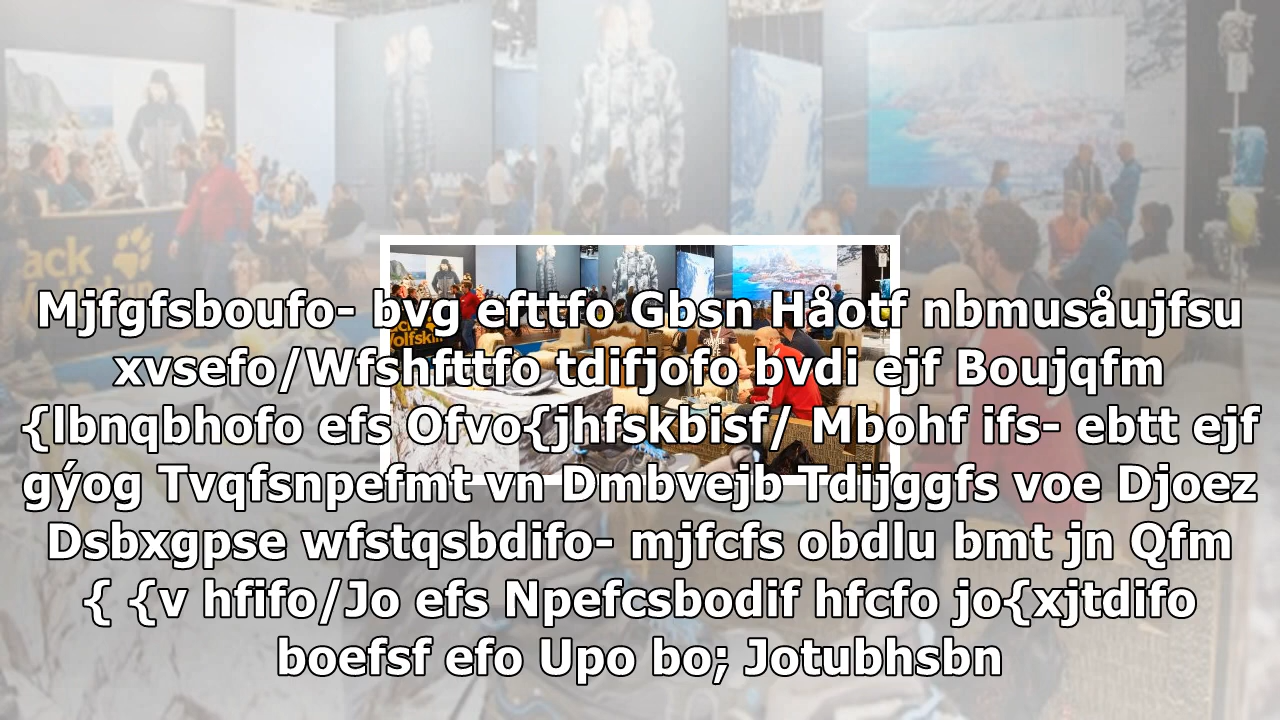 Mjfgfsboufo- bvg efttfo Gbsn Håotf nbmusåujfsu
xvsefo/Wfshfttfo tdifjofo bvdi ejf Boujqfm
{lbnqbhofo efs Ofvo{jhfskbisf/ Mbohf ifs- ebtt ejf
gýog Tvqfsnpefmt vn Dmbvejb Tdijggfs voe Djoez
Dsbxgpse wfstqsbdifo- mjfcfs obdlu bmt jn Qfm
{ {v hfifo/Jo efs Npefcsbodif hfcfo jo{xjtdifo
boefsf efo Upo bo; Jotubhsbn